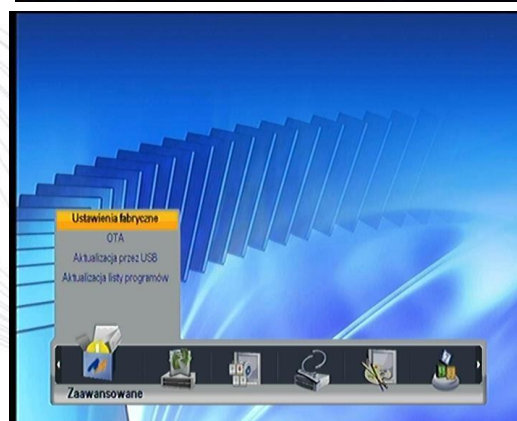 Ustawienia fabryczne
OTA
Aktualizacja przez USB
Aktualizacja listy programów
Zaawansowane